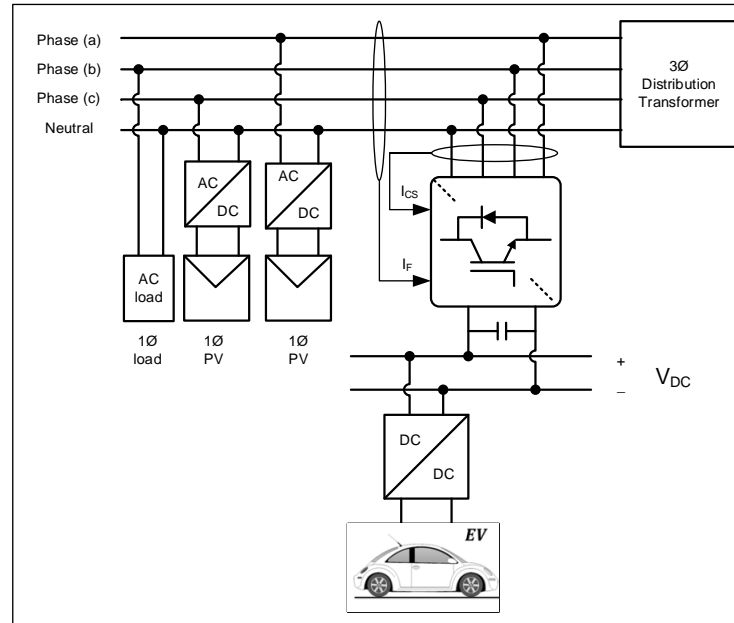 Phase (a)
Phase (b)
Phase (c)
Neutral
3Ø
Distribution
Transformer
AC
DC
AC
DC
I_CS
I_F
AC
load
1Ø
load
1Ø
PV
1Ø
PV
+
V_DC
–
DC
DC
EV